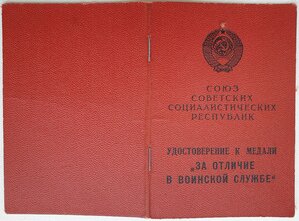 СОЮЗ
СОВЕТСКИХ
СОЦИАЛИСТИЧЕСКИХ
РЕСПУБЛИК
УДОСТОВЕРЕНИЕ К МЕДАЛИ
„ЗА ОТЛИЧИЕ
В ВОИНСКОЙ СЛУЖБЕ“